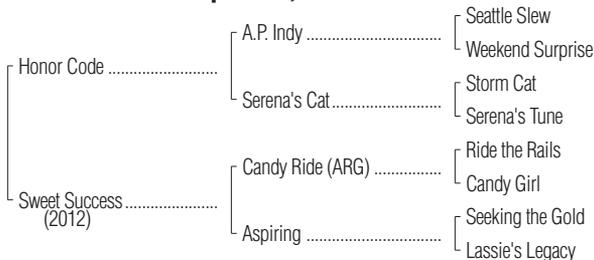 Seattle Slew
A.P. Indy ..............................
Weekend Surprise
Honor Code ........................
Storm Cat
Serena's Cat........................
Serena's Tune
Ride the Rails
Candy Ride (ARG) ...............
Candy Girl
Sweet Success....................
(2012)
Seeking the Gold
Aspiring ..............................
Lassie's Legacy